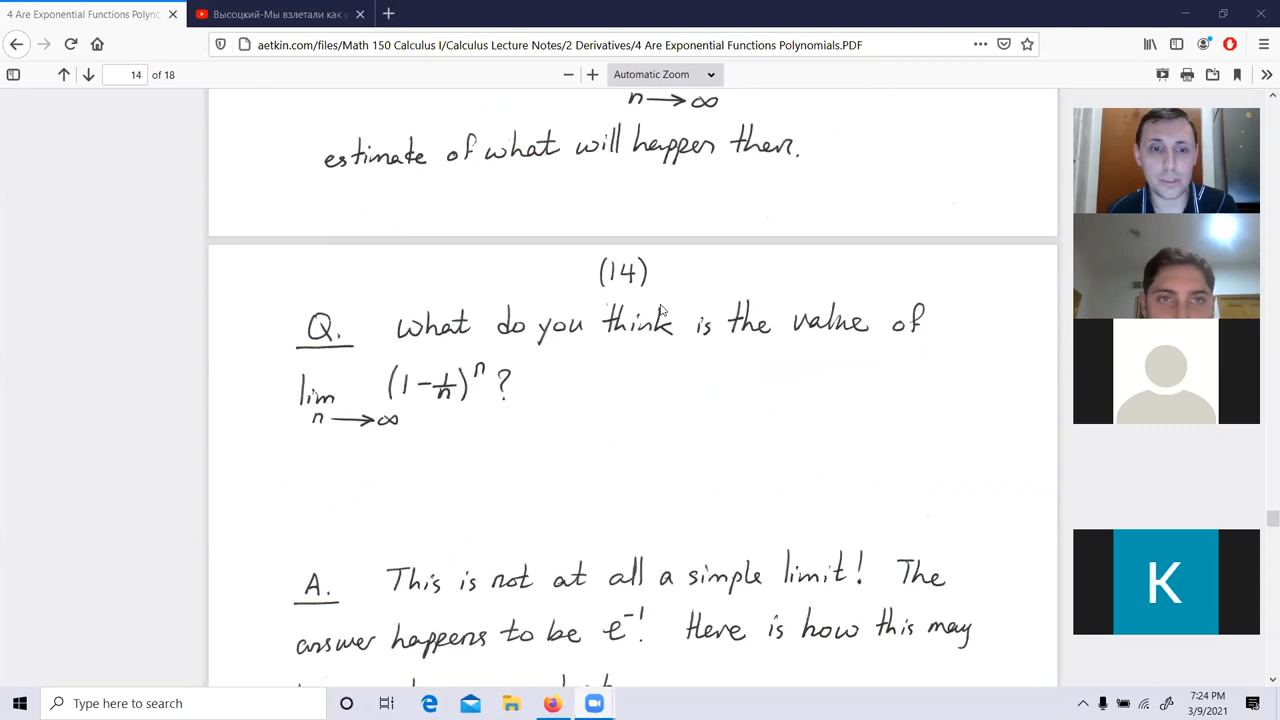 4 Are Exponential Functions Polync
Высоцкий-Мы взлетали как у
aetkin.com/files/Math 150 Calculus I/Calculus Lecture Notes/2 Derivatives/4 Are Exponential Functions Polynomials.PDF
14 of 18
Automatic Zoom
n → ∞
estimate of what will happen then.
(14)
Q. What do you think is the value of
lim (1 - 1/n)^n ?
n → ∞
A. This is not at all a simple limit! The
answer happens to be e^-1! Here is how this may
K
Type here to search
7:24 PM
3/9/2021